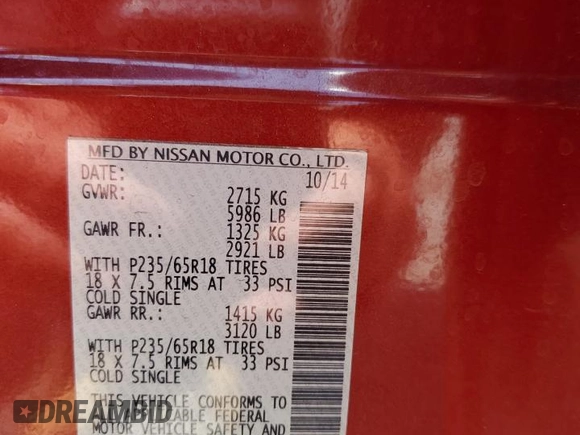 MFD BY NISSAN MOTOR CO., LTD.
DATE: 10/14
GVWR: 2715 KG
5986 LB
GAWR FR.: 1325 KG
2921 LB
WITH P235/65R18 TIRES
18 X 7.5 RIMS AT 33 PSI
COLD SINGLE
GAWR RR.: 1415 KG
3120 LB
WITH P235/65R18 TIRES
18 X 7.5 RIMS AT 33 PSI
COLD SINGLE
THIS VEHICLE CONFORMS TO
FEDERAL
MOTOR VEHICLE SAFETY AND
DREAMBID